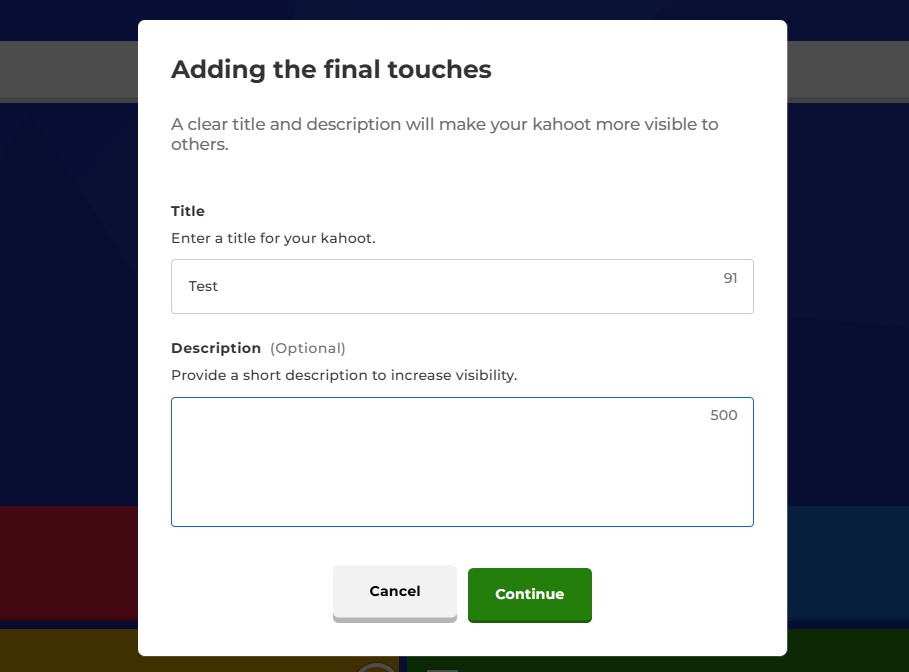 Adding the final touches
A clear title and description will make your kahoot more visible to
others.
Title
Enter a title for your kahoot.
Test
91
Description (Optional)
Provide a short description to increase visibility.
500
Cancel
Continue